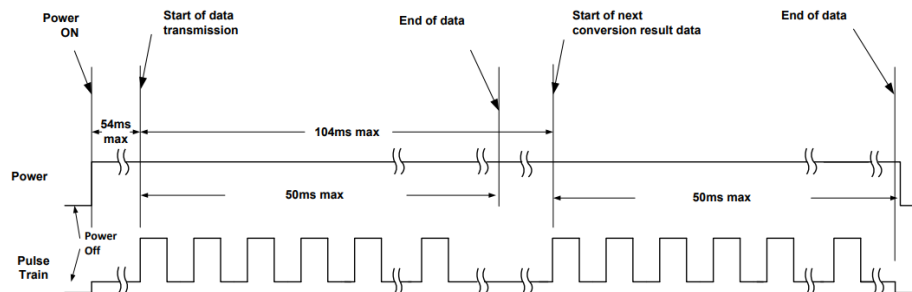 Power
ON
Start of data
transmission
End of data
Start of next
conversion result data
End of data
54ms
max
104ms max
Power
50ms max
50ms max
Power
Off
Pulse
Train